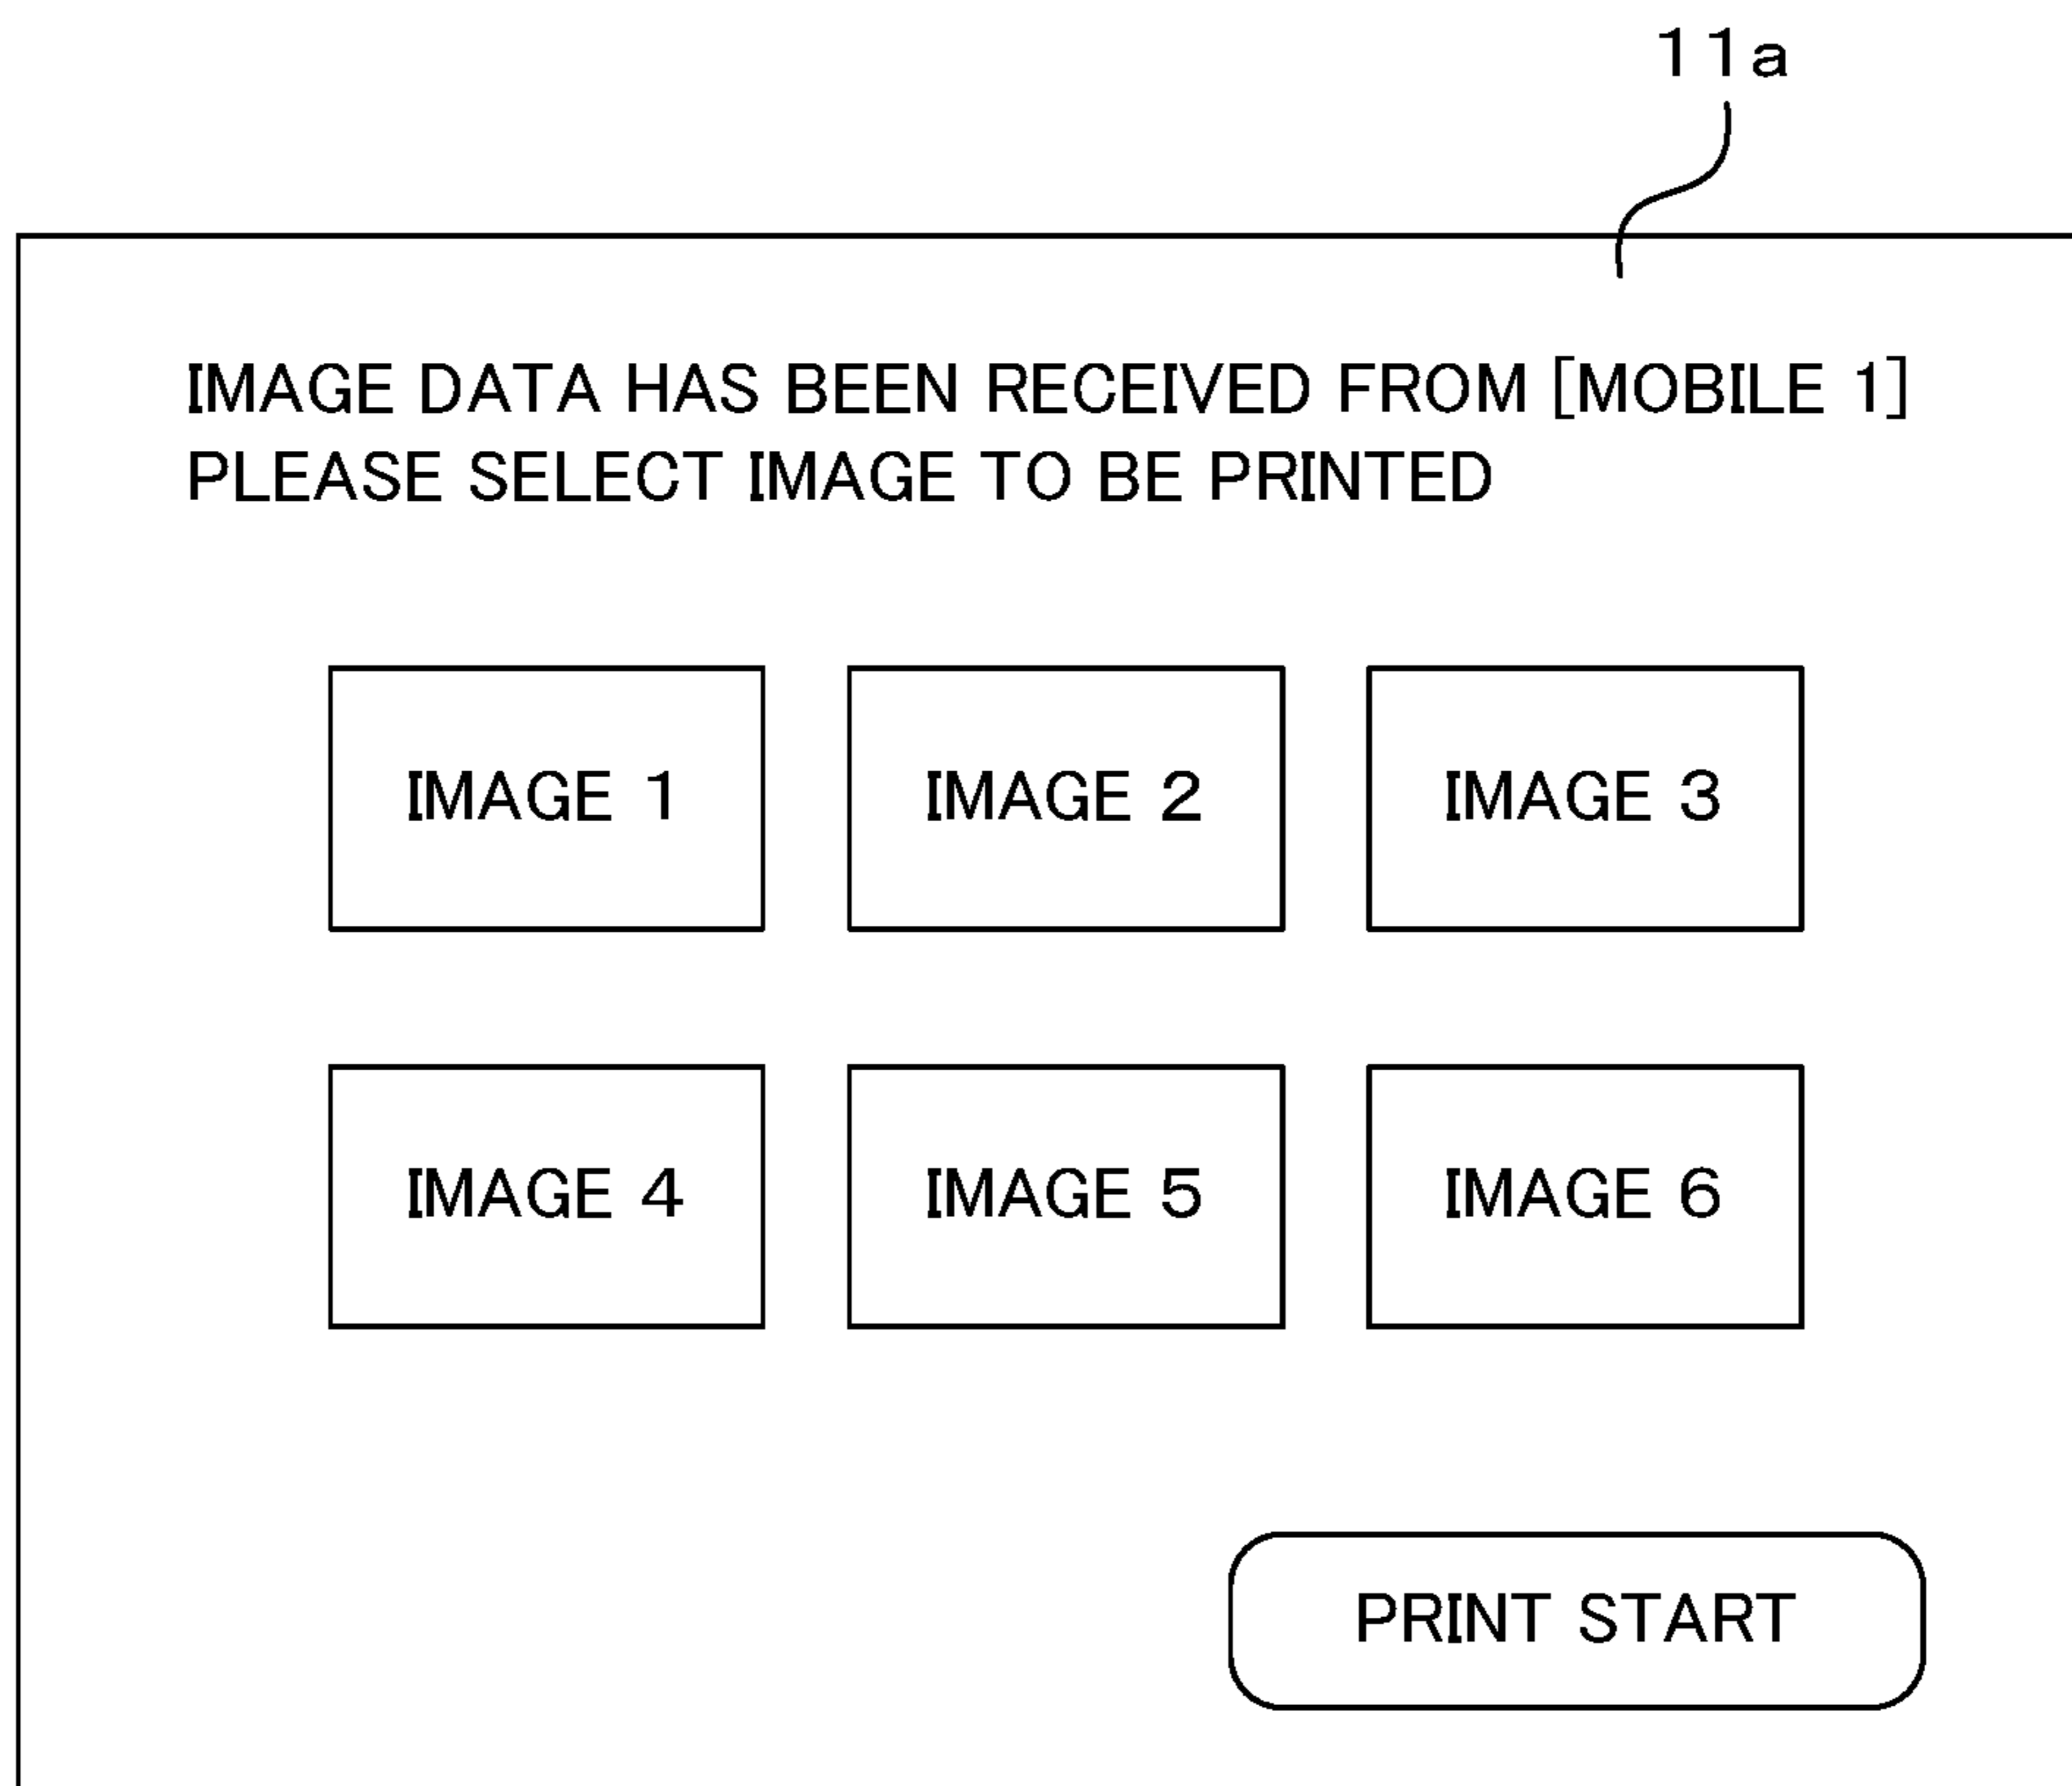 11a
IMAGE DATA HAS BEEN RECEIVED FROM [MOBILE 1]
PLEASE SELECT IMAGE TO BE PRINTED
IMAGE 1
IMAGE 2
IMAGE 3
IMAGE 4
IMAGE 5
IMAGE 6
PRINT START